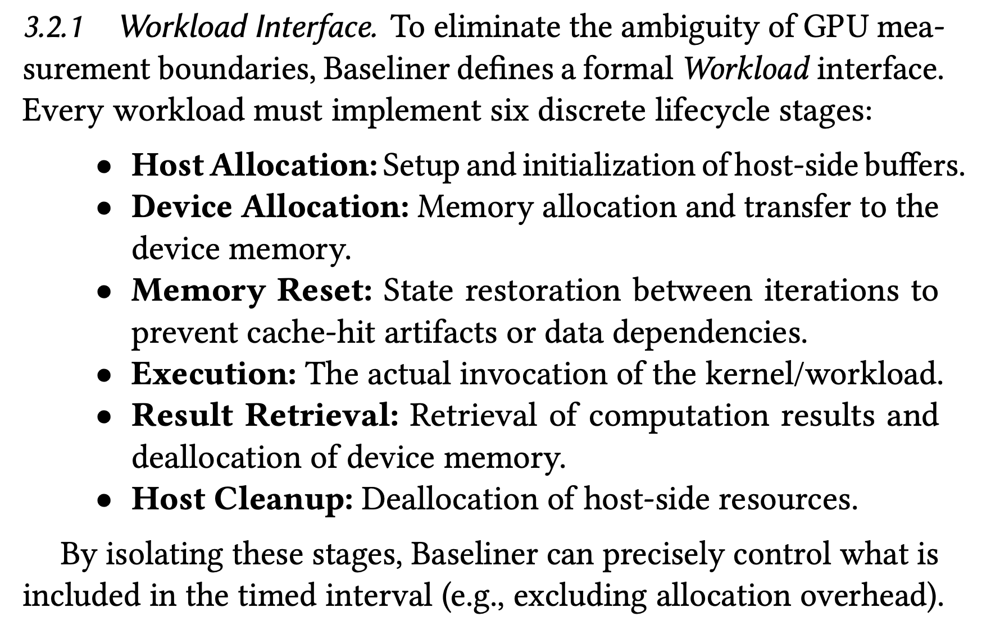 3.2.1 Workload Interface. To eliminate the ambiguity of GPU mea-
surement boundaries, Baseliner defines a formal Workload interface.
Every workload must implement six discrete lifecycle stages:
• Host Allocation: Setup and initialization of host-side buffers.
• Device Allocation: Memory allocation and transfer to the
device memory.
• Memory Reset: State restoration between iterations to
prevent cache-hit artifacts or data dependencies.
• Execution: The actual invocation of the kernel/workload.
• Result Retrieval: Retrieval of computation results and
deallocation of device memory.
• Host Cleanup: Deallocation of host-side resources.
By isolating these stages, Baseliner can precisely control what is
included in the timed interval (e.g., excluding allocation overhead).